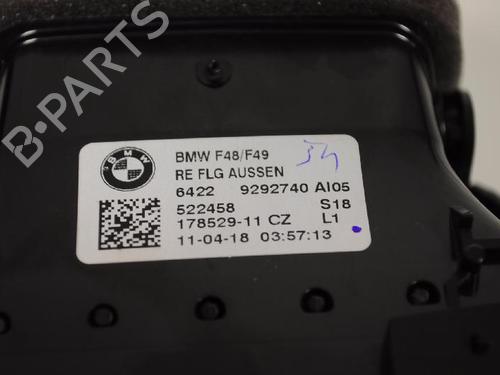 B-PARTS
BMW
BMW F48/F49
RE FLG AUSSEN
6422 9292740 AI05
522458 S18
178529-11 CZ L1
11-04-18 03:57:13